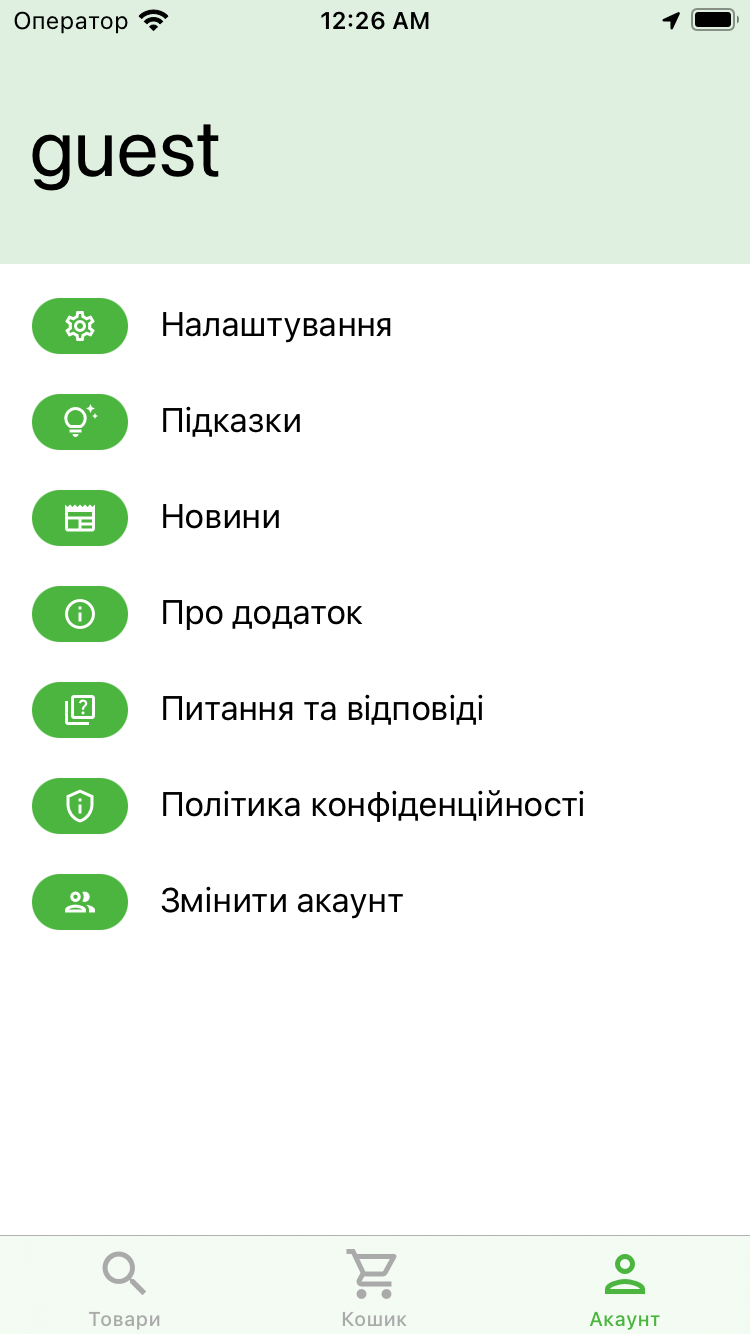 Оператор 12:26 AM
guest
Налаштування
Підказки
Новини
Про додаток
Питання та відповіді
Політика конфіденційності
Змінити акаунт
Товари Кошик Акаунт